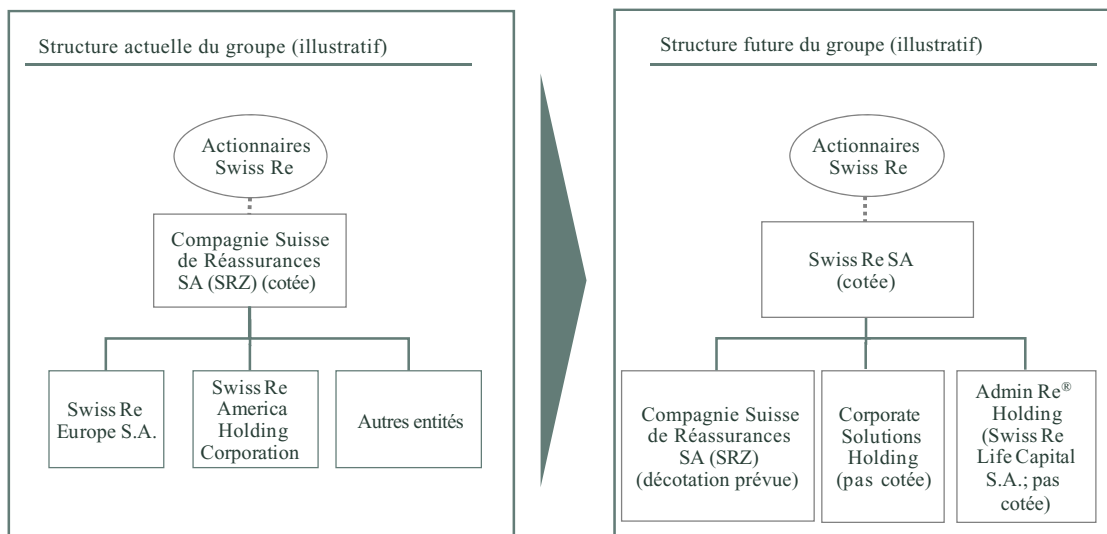 Structure actuelle du groupe (illustratif)
Actionnaires
Swiss Re
Compagnie Suisse
de Réassurances
SA (SRZ) (cotée)
Swiss Re
Europe S.A.
Swiss Re
America
Holding
Corporation
Autres entités
Structure future du groupe (illustratif)
Actionnaires
Swiss Re
Swiss Re SA
(cotée)
Compagnie Suisse
de Réassurances
SA (SRZ)
(décotation prévue)
Corporate
Solutions
Holding
(pas cotée)
Admin Re®
Holding
(Swiss Re
Life Capital
S.A.; pas
cotée)